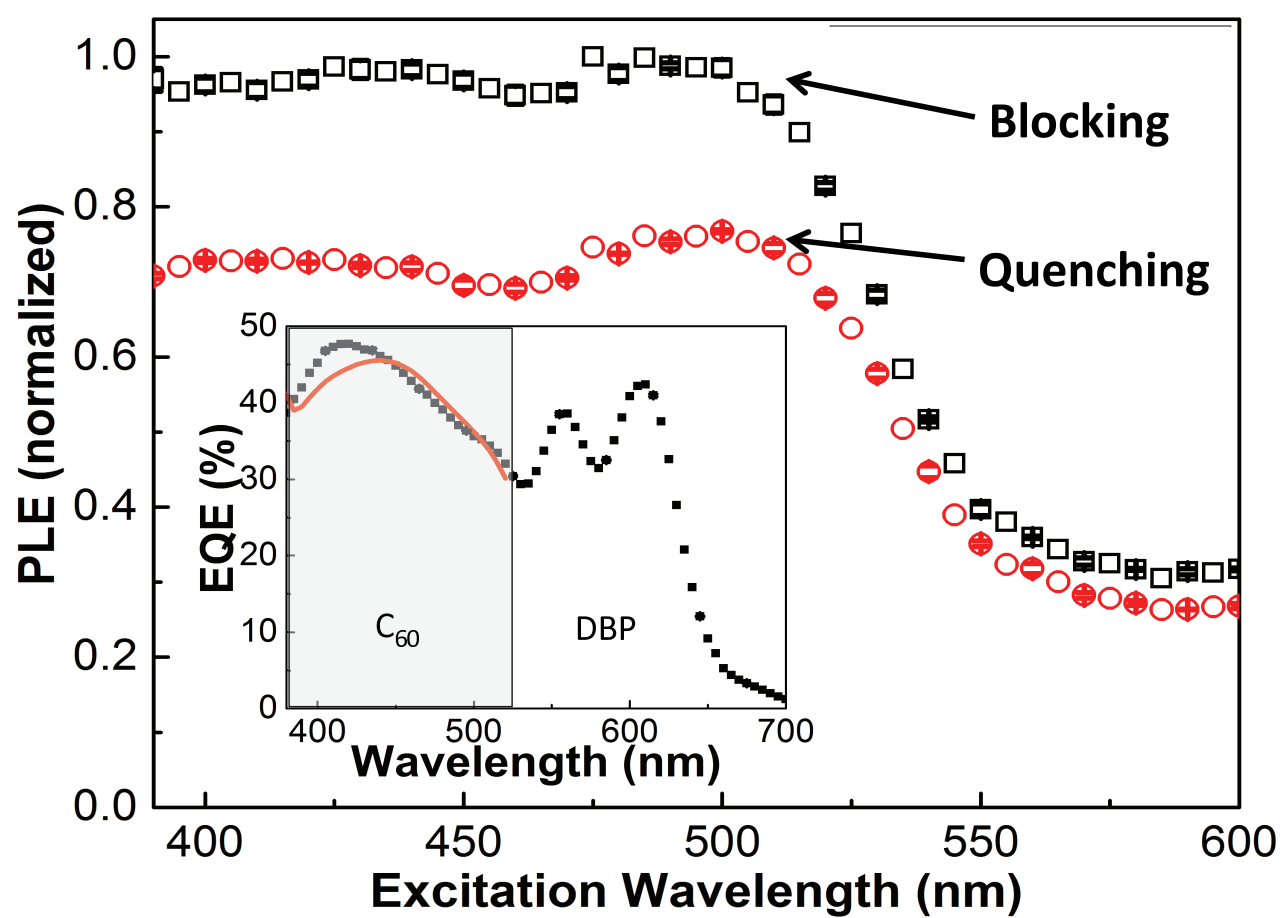 1.0
0.8
0.6
0.4
0.2
0.0
PLE (normalized)
Blocking
Quenching
50
40
30
20
10
0
EQE (%)
C60
DBP
400 500 600 700
Wavelength (nm)
400 450 500 550 600
Excitation Wavelength (nm)